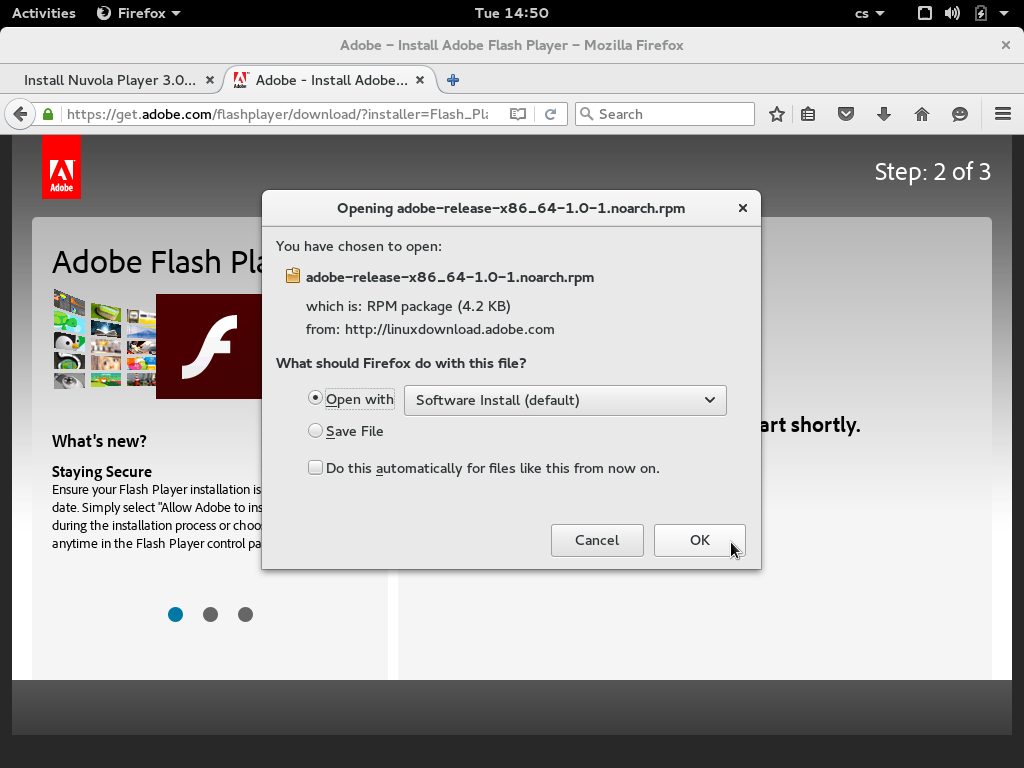 Activities Firefox Tue 14:50 cs
Adobe – Install Adobe Flash Player – Mozilla Firefox
Install Nuvola Player 3.0... Adobe - Install Adobe...
https://get.adobe.com/flashplayer/download/?installer=Flash_Pla Search
Adobe
Step: 2 of 3
Opening adobe-release-x86_64-1.0-1.noarch.rpm
You have chosen to open:
Adobe Flash Pla
adobe-release-x86_64-1.0-1.noarch.rpm
which is: RPM package (4.2 KB)
from: http://linuxdownload.adobe.com
What should Firefox do with this file?
Open with Software Install (default)
Save File
art shortly.
Do this automatically for files like this from now on.
Cancel OK
What's new?
Staying Secure
Ensure your Flash Player installation is
date. Simply select "Allow Adobe to ins
during the installation process or choos
anytime in the Flash Player control pa